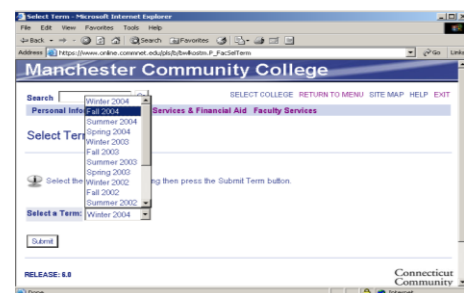 Select Term - Microsoft Internet Explorer
File Edit View Favorites Tools Help
Back Search Favorites
Address https://www.online.commnet.edu/pls/b/bwlkostm.P_FacSelTerm Go Links
Manchester Community College
Search SELECT COLLEGE RETURN TO MENU SITE MAP HELP EXIT
Personal Info Services & Financial Aid Faculty Services
Select Ter
Winter 2004
Fall 2004
Summer 2004
Spring 2004
Winter 2003
Fall 2003
Summer 2003
Spring 2003
Winter 2002
Fall 2002
Summer 2002
Select the ng then press the Submit Term button.
Select a Term: Winter 2004
Submit
RELEASE: 6.0
Connecticut
Community
Done Internet